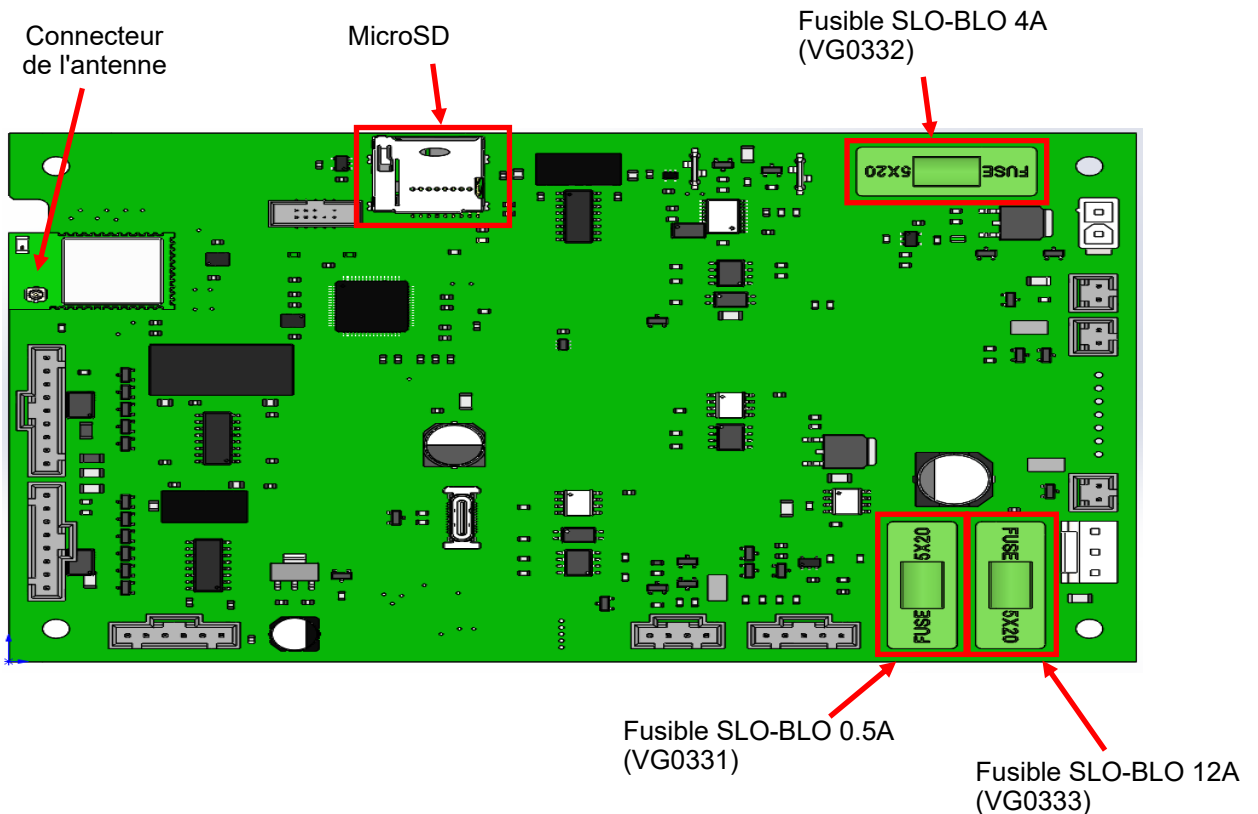 Connecteur
de l'antenne
MicroSD
Fusible SLO-BLO 4A
(VG0332)
FUSE 5X20
FUSE 5X20
FUSE 5X20
Fusible SLO-BLO 0.5A
(VG0331)
Fusible SLO-BLO 12A
(VG0333)